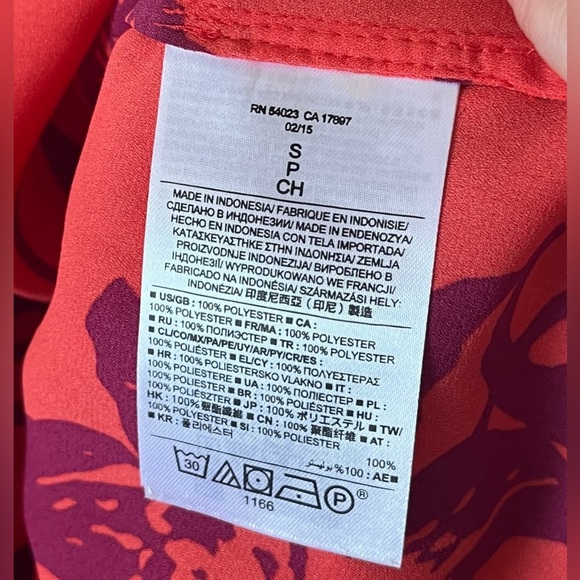 RN 54023 CA 17897
02/15
S
P
CH
MADE IN INDONESIA/ FABRIQUE EN INDONISIE/
СДЕЛАНО В ИНДОНЕЗИИ/ MADE IN ENDENOZYA/
HECHO EN INDONESIA CON TELA IMPORTADA/
ΚΑΤΑΣΚΕΥΑΣΤΗΚΕ ΣΤΗΝ ΙΝΔΟΝΗΣΙΑ/ ZEMLJA
PROIZVODNJE INDONEZIJA/ ВИРОБЛЕНО В
ІНДОНЕЗІЇ/ WYPRODUKOWANO WE FRANCJI/
FABRICADO NA INDONÉSIA/ SZÁRMAZÁSI HELY:
INDONÉZIA/ 印度尼西亞 (印尼) 製造
■ US/GB : 100% POLYESTER ■ CA :
100% POLYESTER ■ FR/MA : 100% POLYESTER ■
RU : 100% ПОЛИЭСТЕР ■ TR : 100% POLYESTER
■ CL/CO/MX/PA/PE/UY/AR/PY/CR/ES :
100% POLIÉSTER ■ EL/CY: 100% ΠΟΛΥΕΣΤΕΡΑΣ
■ HR : 100% POLIESTERSKO VLAKNO ■ IT :
100% POLIESTERE ■ UA : 100% ПОЛІЕСТЕР ■ PL :
100% POLIESTER ■ BR : 100% POLIÉSTER ■ HU :
100% POLIÉSZTER ■ JP : 100% ポリエステル ■ TW/
HK : 100% 聚酯纖維 ■ CN : 100% 聚酯纤维 ■ AT :
100% POLYESTER 100%
■ KR : 폴리에스터 ■ SI : 100% POLIESTER
■AE : 100% بوليستر
30 P ®
1166